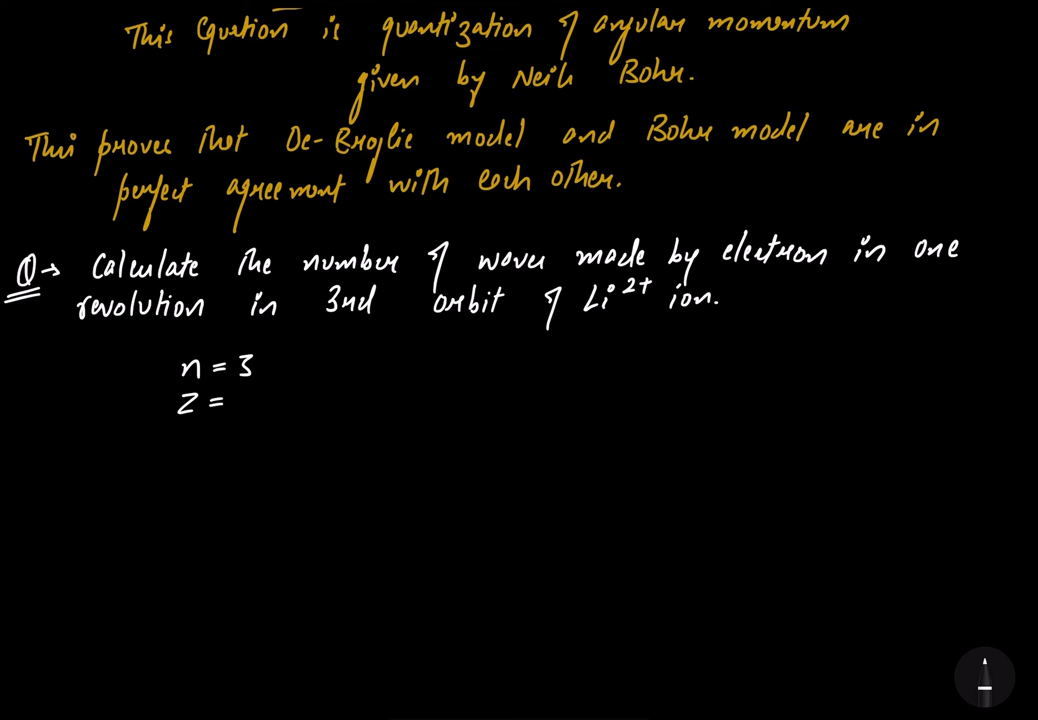 This equation is quantization of angular momentum
given by Neils Bohr.
This proves that De-Broglie model and Bohr model are in
perfect agreement with each other.
Q→ Calculate the number of waves made by electron in one
revolution in 3rd orbit of Li²⁺ ion.
n = 3
Z =